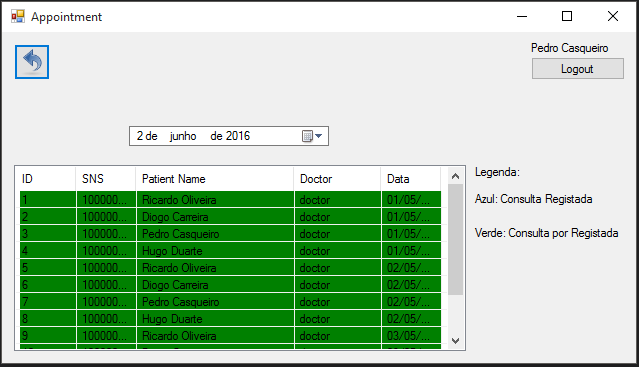 Appointment
Pedro Casqueiro
Logout
2 de junho de 2016
Legenda:
ID SNS Patient Name Doctor Data
Azul: Consulta Registada
1 100000... Ricardo Oliveira doctor 01/05/...
2 100000... Diogo Carreira doctor 01/05/...
Verde: Consulta por Registada
3 100000... Pedro Casqueiro doctor 01/05/...
4 100000... Hugo Duarte doctor 01/05/...
5 100000... Ricardo Oliveira doctor 02/05/...
6 100000... Diogo Carreira doctor 02/05/...
7 100000... Pedro Casqueiro doctor 02/05/...
8 100000... Hugo Duarte doctor 02/05/...
9 100000... Ricardo Oliveira doctor 03/05/...